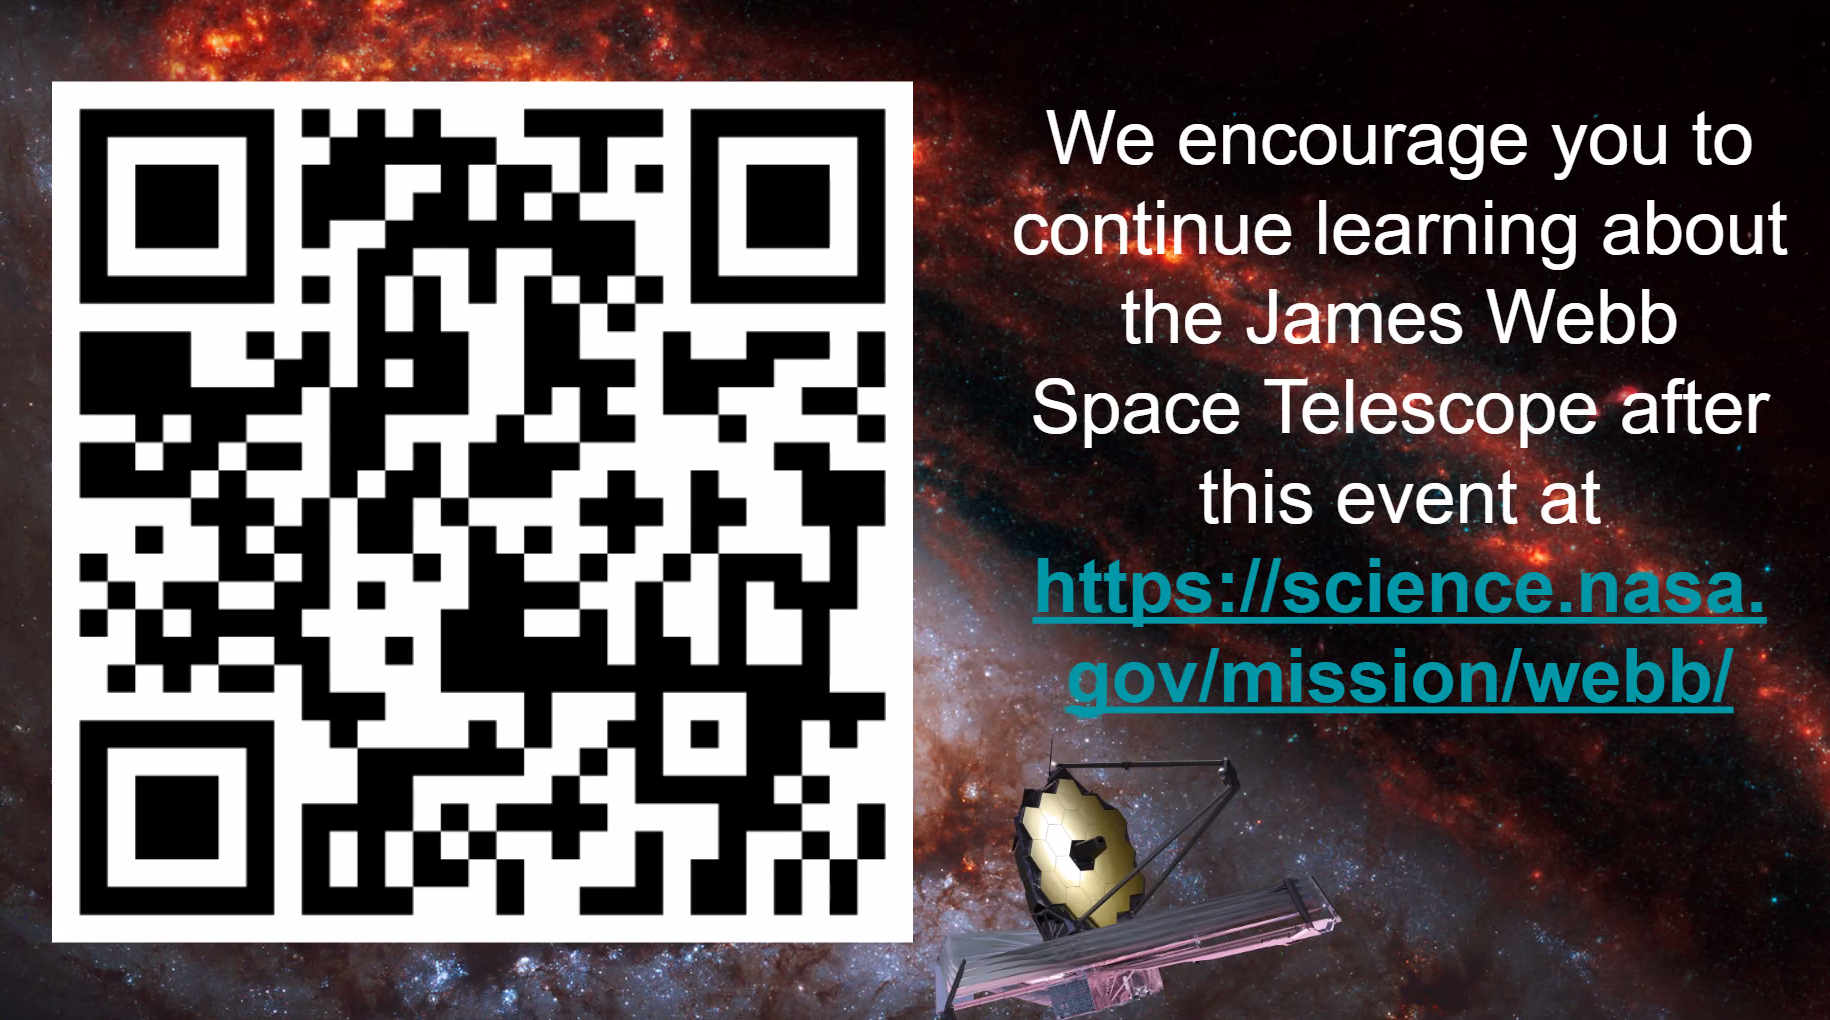 We encourage you to
continue learning about
the James Webb
Space Telescope after
this event at
https://science.nasa.
gov/mission/webb/